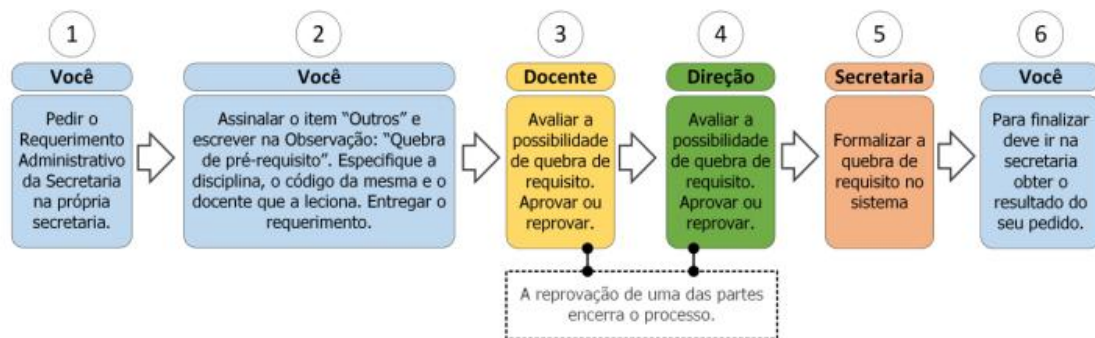 1
Você
Pedir o
Requerimento
Administrativo
da Secretaria
na própria
secretaria.
2
Você
Assinalar o item “Outros” e
escrever na Observação: “Quebra
de pré-requisito”. Especifique a
disciplina, o código da mesma e o
docente que a leciona. Entregar o
requerimento.
3
Docente
Avaliar a
possibilidade
de quebra de
requisito.
Aprovar ou
reprovar.
4
Direção
Avaliar a
possibilidade
de quebra de
requisito.
Aprovar ou
reprovar.
5
Secretaria
Formalizar a
quebra de
requisito no
sistema
6
Você
Para finalizar
deve ir na
secretaria
obter o
resultado do
seu pedido.
A reprovação de uma das partes
encerra o processo.